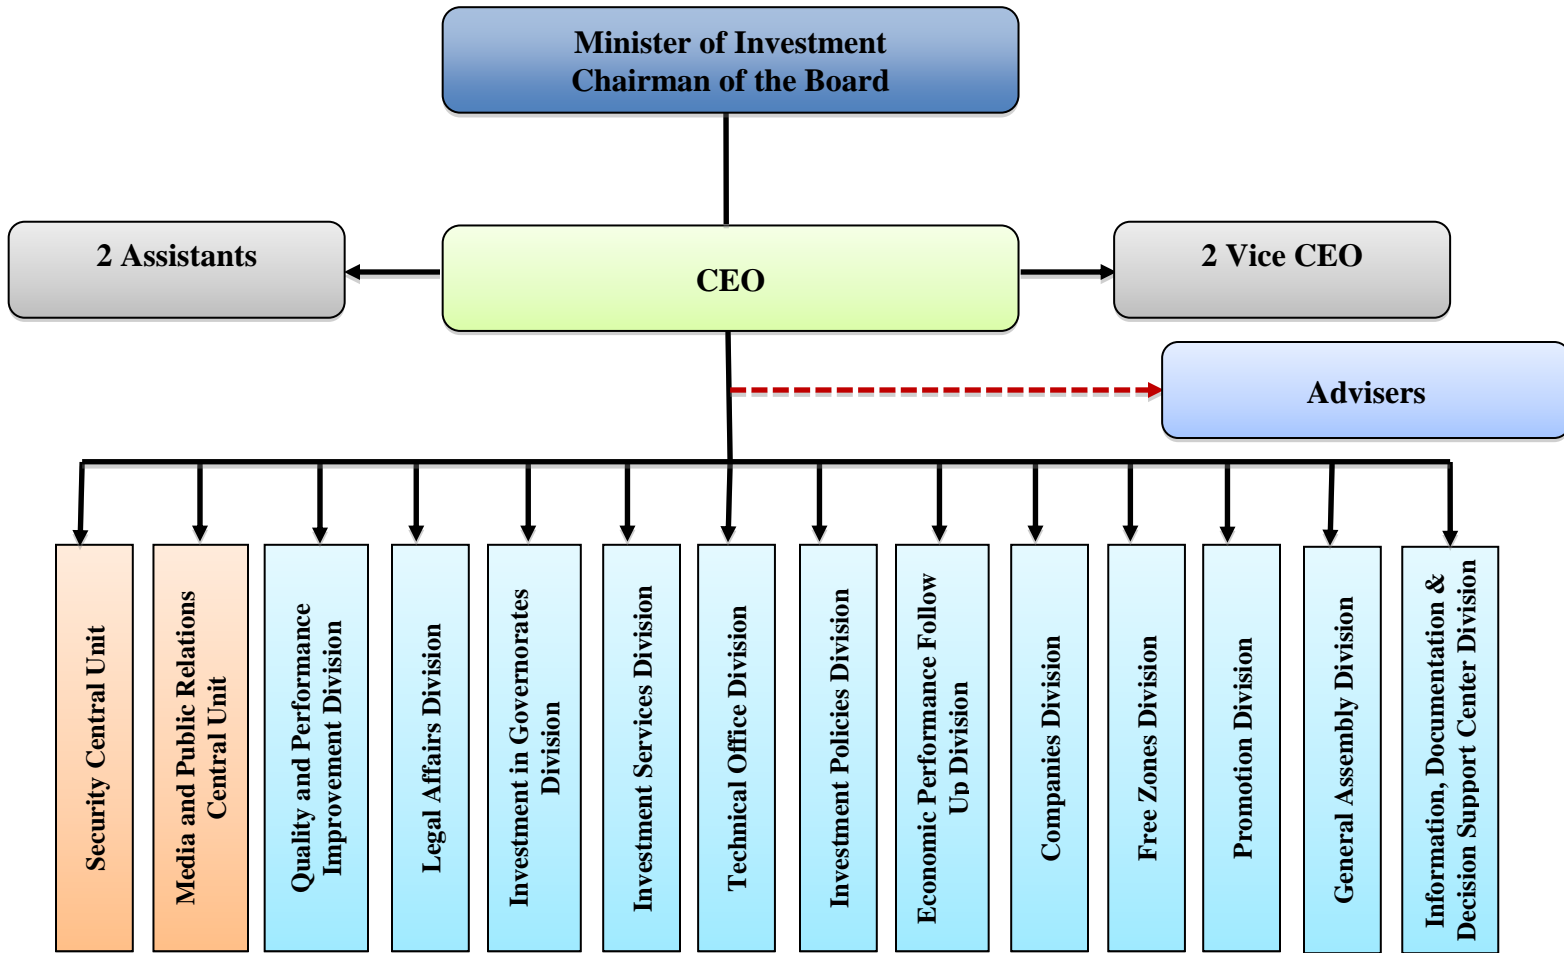 Minister of Investment
Chairman of the Board
2 Assistants
CEO
2 Vice CEO
Advisers
Security Central Unit
Media and Public Relations
Central Unit
Quality and Performance
Improvement Division
Legal Affairs Division
Investment in Governorates
Division
Investment Services Division
Technical Office Division
Investment Policies Division
Economic Performance Follow
Up Division
Companies Division
Free Zones Division
Promotion Division
General Assembly Division
Information, Documentation &
Decision Support Center Division